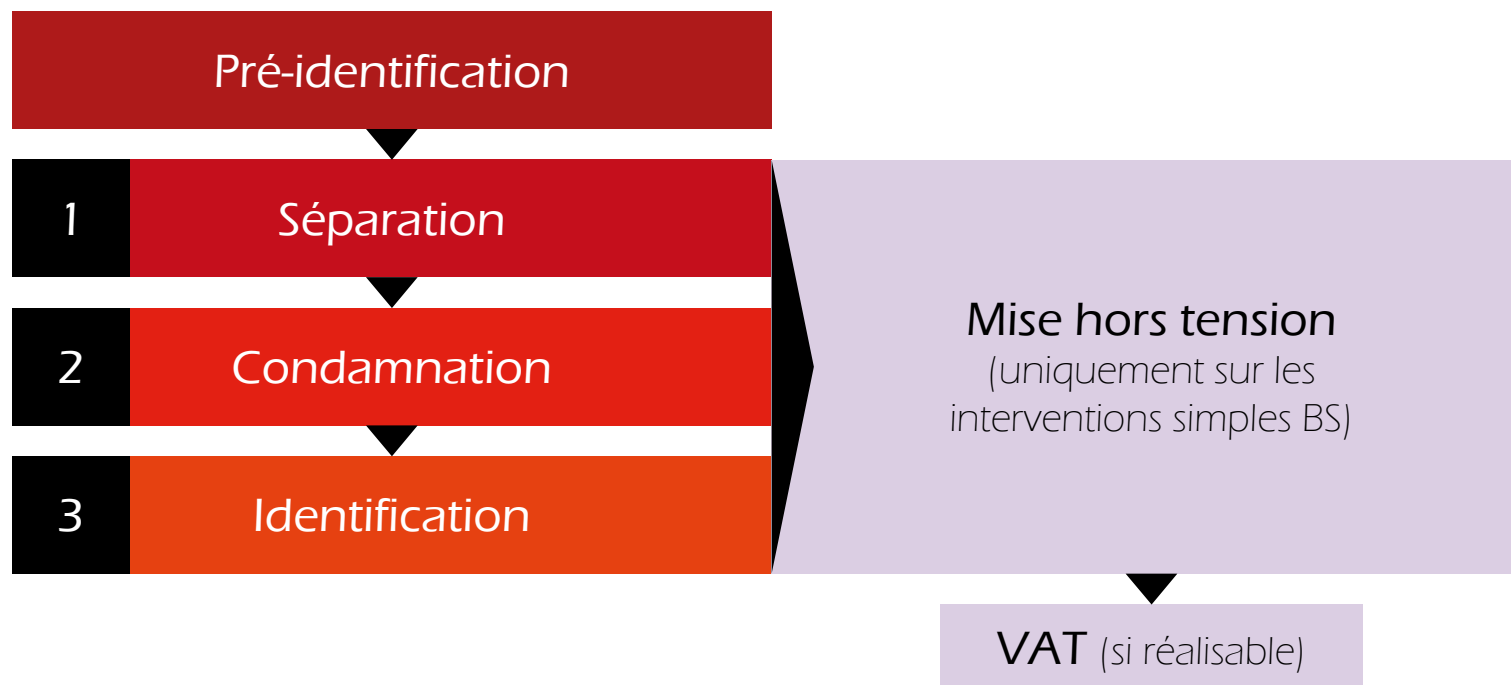 Pré-identification
1
Séparation
2
Condamnation
3
Identification
Mise hors tension
(uniquement sur les
interventions simples BS)
VAT (si réalisable)